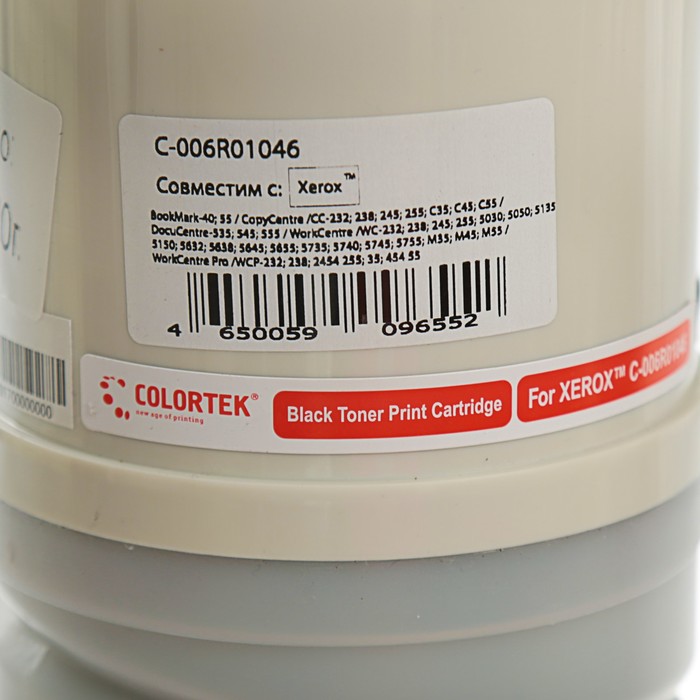 C-006R01046
Совместим с: Xerox™
BookMark-40; 55 / CopyCentre /CC-232; 238; 245; 255; C35; C45; C55 /
DocuCentre-535; 545; 555 / WorkCentre /WC-232; 238; 245; 255; 5030; 5050; 5135
5150; 5632; 5638; 5645; 5655; 5735; 5740; 5745; 5755; M35; M45; M55 /
WorkCentre Pro /WCP-232; 238; 2454 255; 35; 454 55
4 650059 096552
COLORTEK®
new age of printing
Black Toner Print Cartridge
For XEROX™ C-006R01046